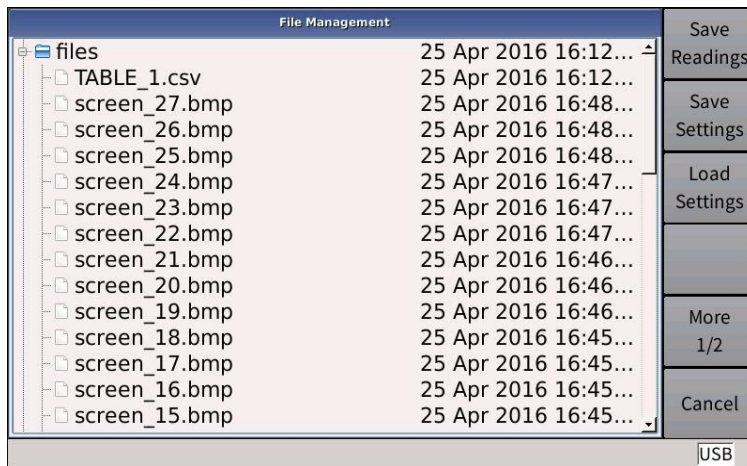 File Management
files 25 Apr 2016 16:12...
TABLE_1.csv 25 Apr 2016 16:12...
screen_27.bmp 25 Apr 2016 16:48...
screen_26.bmp 25 Apr 2016 16:48...
screen_25.bmp 25 Apr 2016 16:48...
screen_24.bmp 25 Apr 2016 16:47...
screen_23.bmp 25 Apr 2016 16:47...
screen_22.bmp 25 Apr 2016 16:47...
screen_21.bmp 25 Apr 2016 16:46...
screen_20.bmp 25 Apr 2016 16:46...
screen_19.bmp 25 Apr 2016 16:46...
screen_18.bmp 25 Apr 2016 16:45...
screen_17.bmp 25 Apr 2016 16:45...
screen_16.bmp 25 Apr 2016 16:45...
screen_15.bmp 25 Apr 2016 16:45...
Save
Readings
Save
Settings
Load
Settings
More
1/2
Cancel
USB